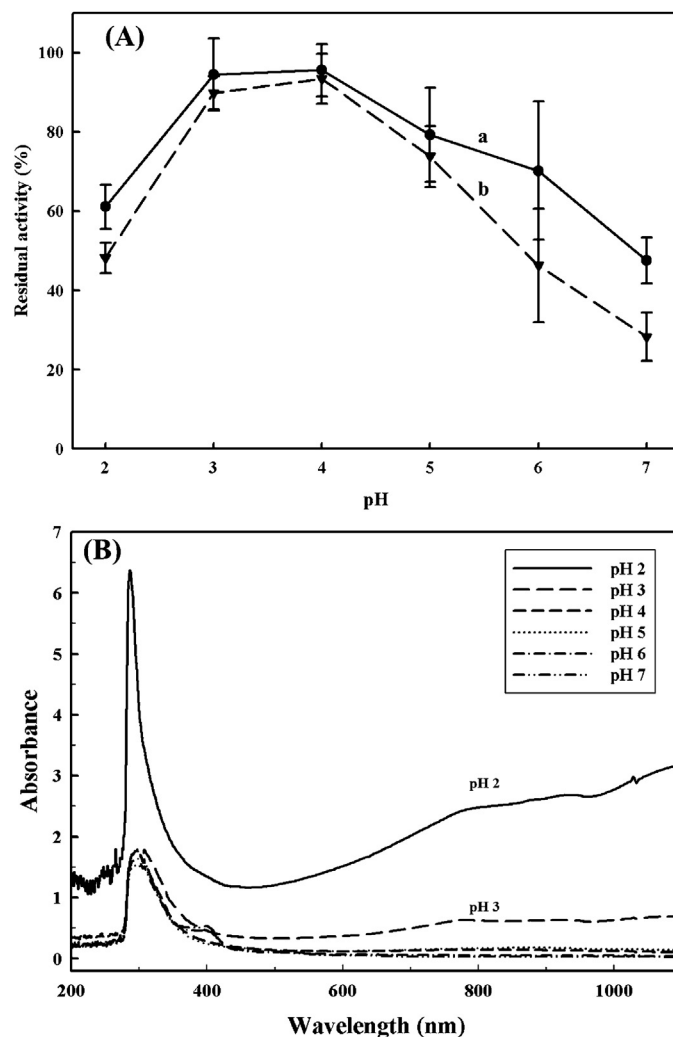 (A)
100
80
60
40
20
0
Residual activity (%)
a
b
2 3 4 5 6 7
pH
(B)
7
6
5
4
3
2
1
0
Absorbance
pH 2
pH 3
pH 4
pH 5
pH 6
pH 7
pH 2
pH 3
200 400 600 800 1000
Wavelength (nm)